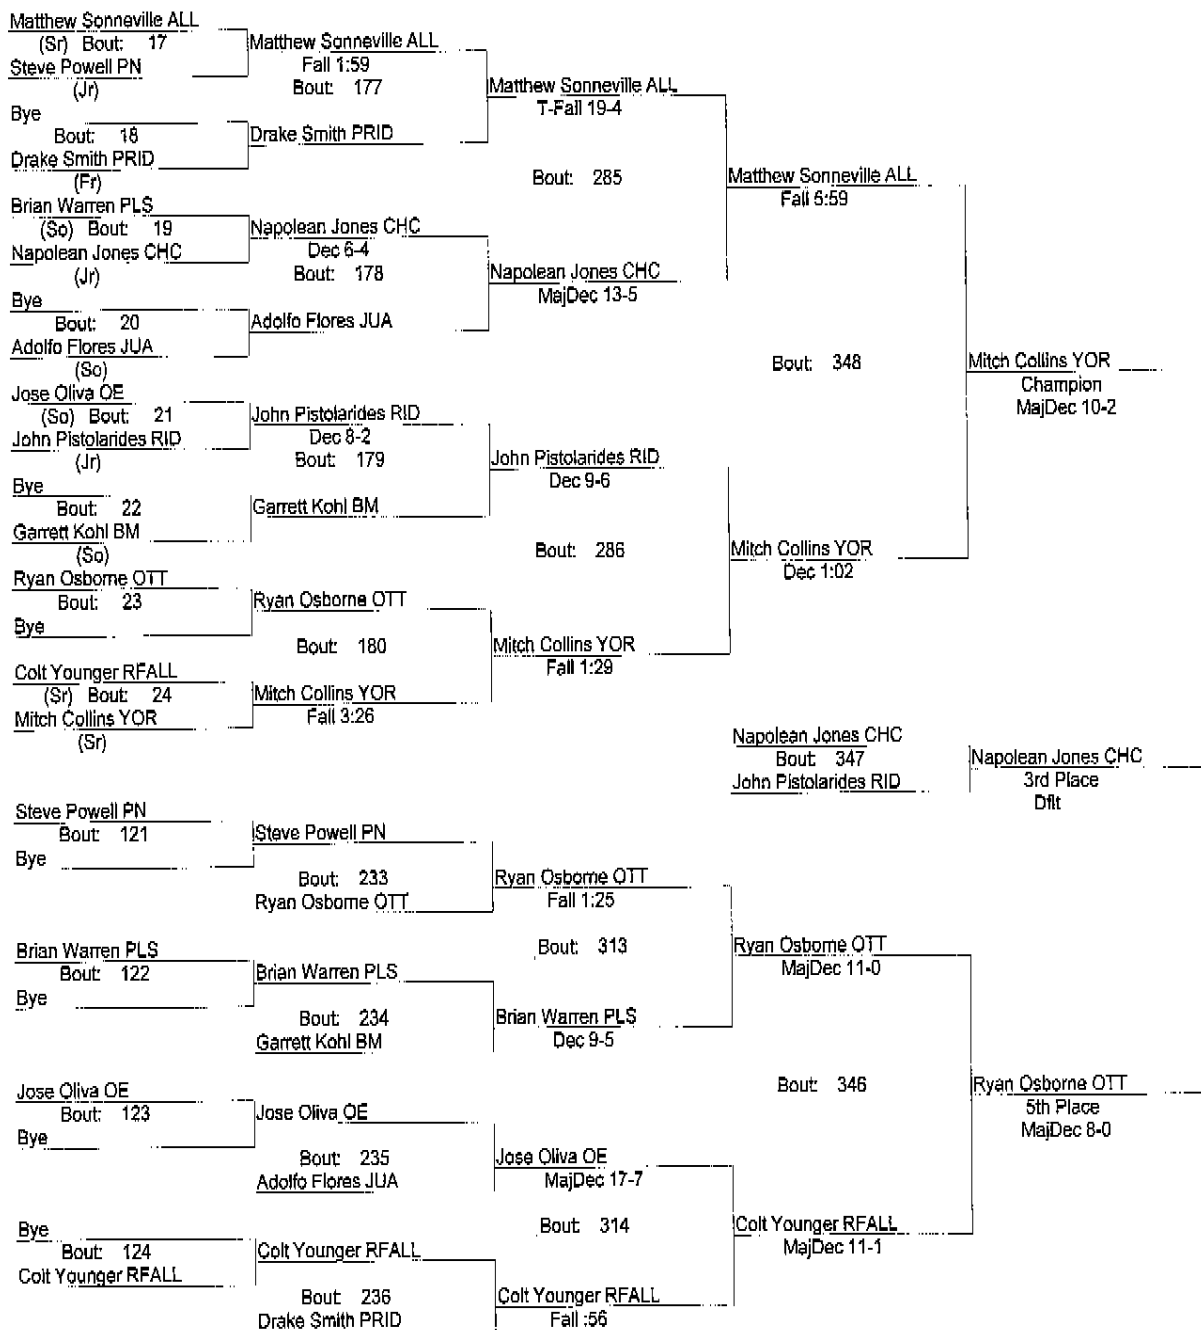 Matthew Sonneville ALL
(Sr) Bout: 17
Steve Powell PN
(Jr)
Bye
Bout: 18
Drake Smith PRID
(Fr)
Brian Warren PLS
(So) Bout: 19
Napolean Jones CHC
(Jr)
Bye
Bout: 20
Adolfo Flores JUA
(So)
Jose Oliva OE
(So) Bout: 21
John Pistolarides RID
(Jr)
Bye
Bout: 22
Garrett Kohl BM
(So)
Ryan Osborne OTT
Bout: 23
Bye
Colt Younger RFALL
(Sr) Bout: 24
Mitch Collins YOR
(Sr)
Matthew Sonneville ALL
Fall 1:59
Bout: 177
Drake Smith PRID
Napolean Jones CHC
Dec 6-4
Bout: 178
Adolfo Flores JUA
John Pistolarides RID
Dec 8-2
Bout: 179
Garrett Kohl BM
Ryan Osborne OTT
Bout: 180
Mitch Collins YOR
Fall 3:26
Matthew Sonneville ALL
T-Fall 19-4
Bout: 285
Napolean Jones CHC
MajDec 13-5
John Pistolarides RID
Dec 9-6
Bout: 286
Mitch Collins YOR
Fall 1:29
Matthew Sonneville ALL
Fall 5:59
Bout: 348
Mitch Collins YOR
Dec 1:02
Mitch Collins YOR
Champion
MajDec 10-2
Napolean Jones CHC
Bout: 347
John Pistolarides RID
Napolean Jones CHC
3rd Place
Dflt
Steve Powell PN
Bout: 121
Bye
Brian Warren PLS
Bout: 122
Bye
Jose Oliva OE
Bout: 123
Bye
Bye
Bout: 124
Colt Younger RFALL
Steve Powell PN
Bout: 233
Ryan Osborne OTT
Brian Warren PLS
Bout: 234
Garrett Kohl BM
Jose Oliva OE
Bout: 235
Adolfo Flores JUA
Colt Younger RFALL
Bout: 236
Drake Smith PRID
Ryan Osborne OTT
Fall 1:25
Bout: 313
Brian Warren PLS
Dec 9-5
Jose Oliva OE
MajDec 17-7
Bout: 314
Colt Younger RFALL
Fall :56
Ryan Osborne OTT
MajDec 11-0
Bout: 346
Colt Younger RFALL
MajDec 11-1
Ryan Osborne OTT
5th Place
MajDec 8-0